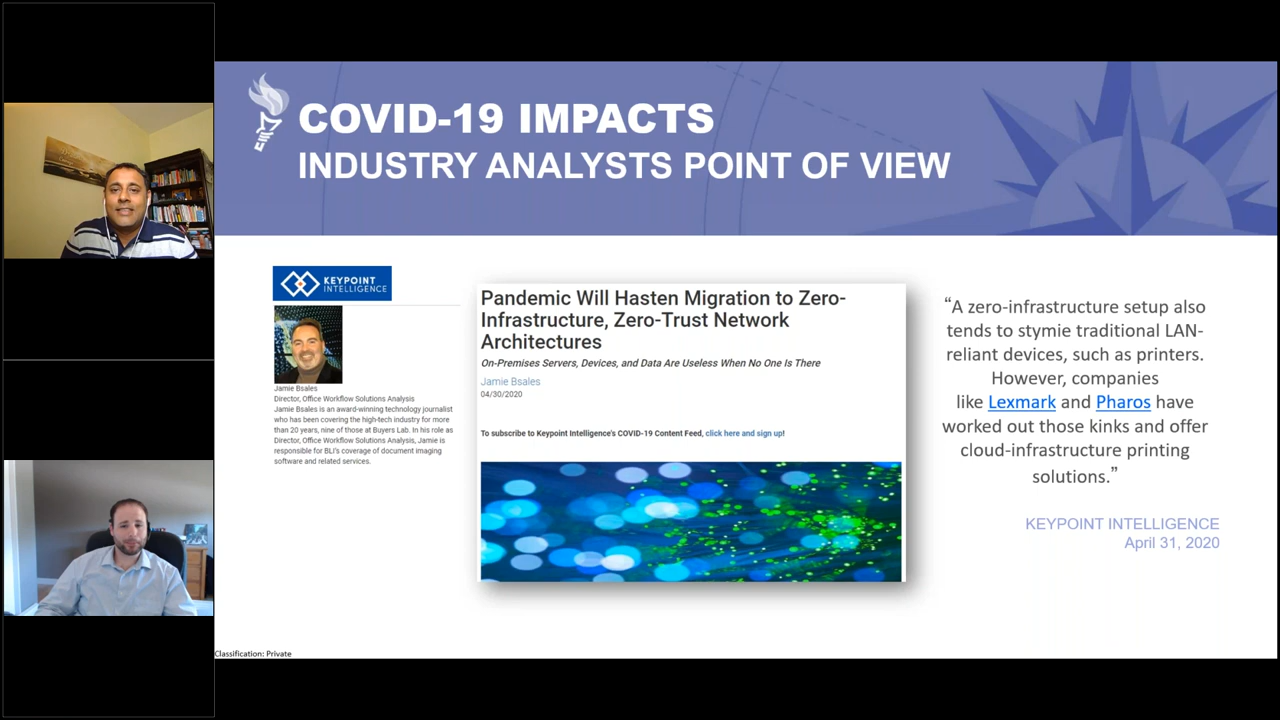 COVID-19 IMPACTS
INDUSTRY ANALYSTS POINT OF VIEW
KEYPOINT
INTELLIGENCE
Jamie Bsales
Director, Office Workflow Solutions Analysis
Jamie Bsales is an award-winning technology journalist
who has been covering the high-tech industry for more
than 20 years, nine of those at Buyers Lab. In his role as
Director, Office Workflow Solutions Analysis, Jamie is
responsible for BLI's coverage of document imaging
software and related services.
Pandemic Will Hasten Migration to Zero-
Infrastructure, Zero-Trust Network
Architectures
On-Premises Servers, Devices, and Data Are Useless When No One Is There
Jamie Bsales
04/30/2020
To subscribe to Keypoint Intelligence's COVID-19 Content Feed, click here and sign up!
“A zero-infrastructure setup also
tends to stymie traditional LAN-
reliant devices, such as printers.
However, companies
like Lexmark and Pharos have
worked out those kinks and offer
cloud-infrastructure printing
solutions.”
KEYPOINT INTELLIGENCE
April 31, 2020
Classification: Private